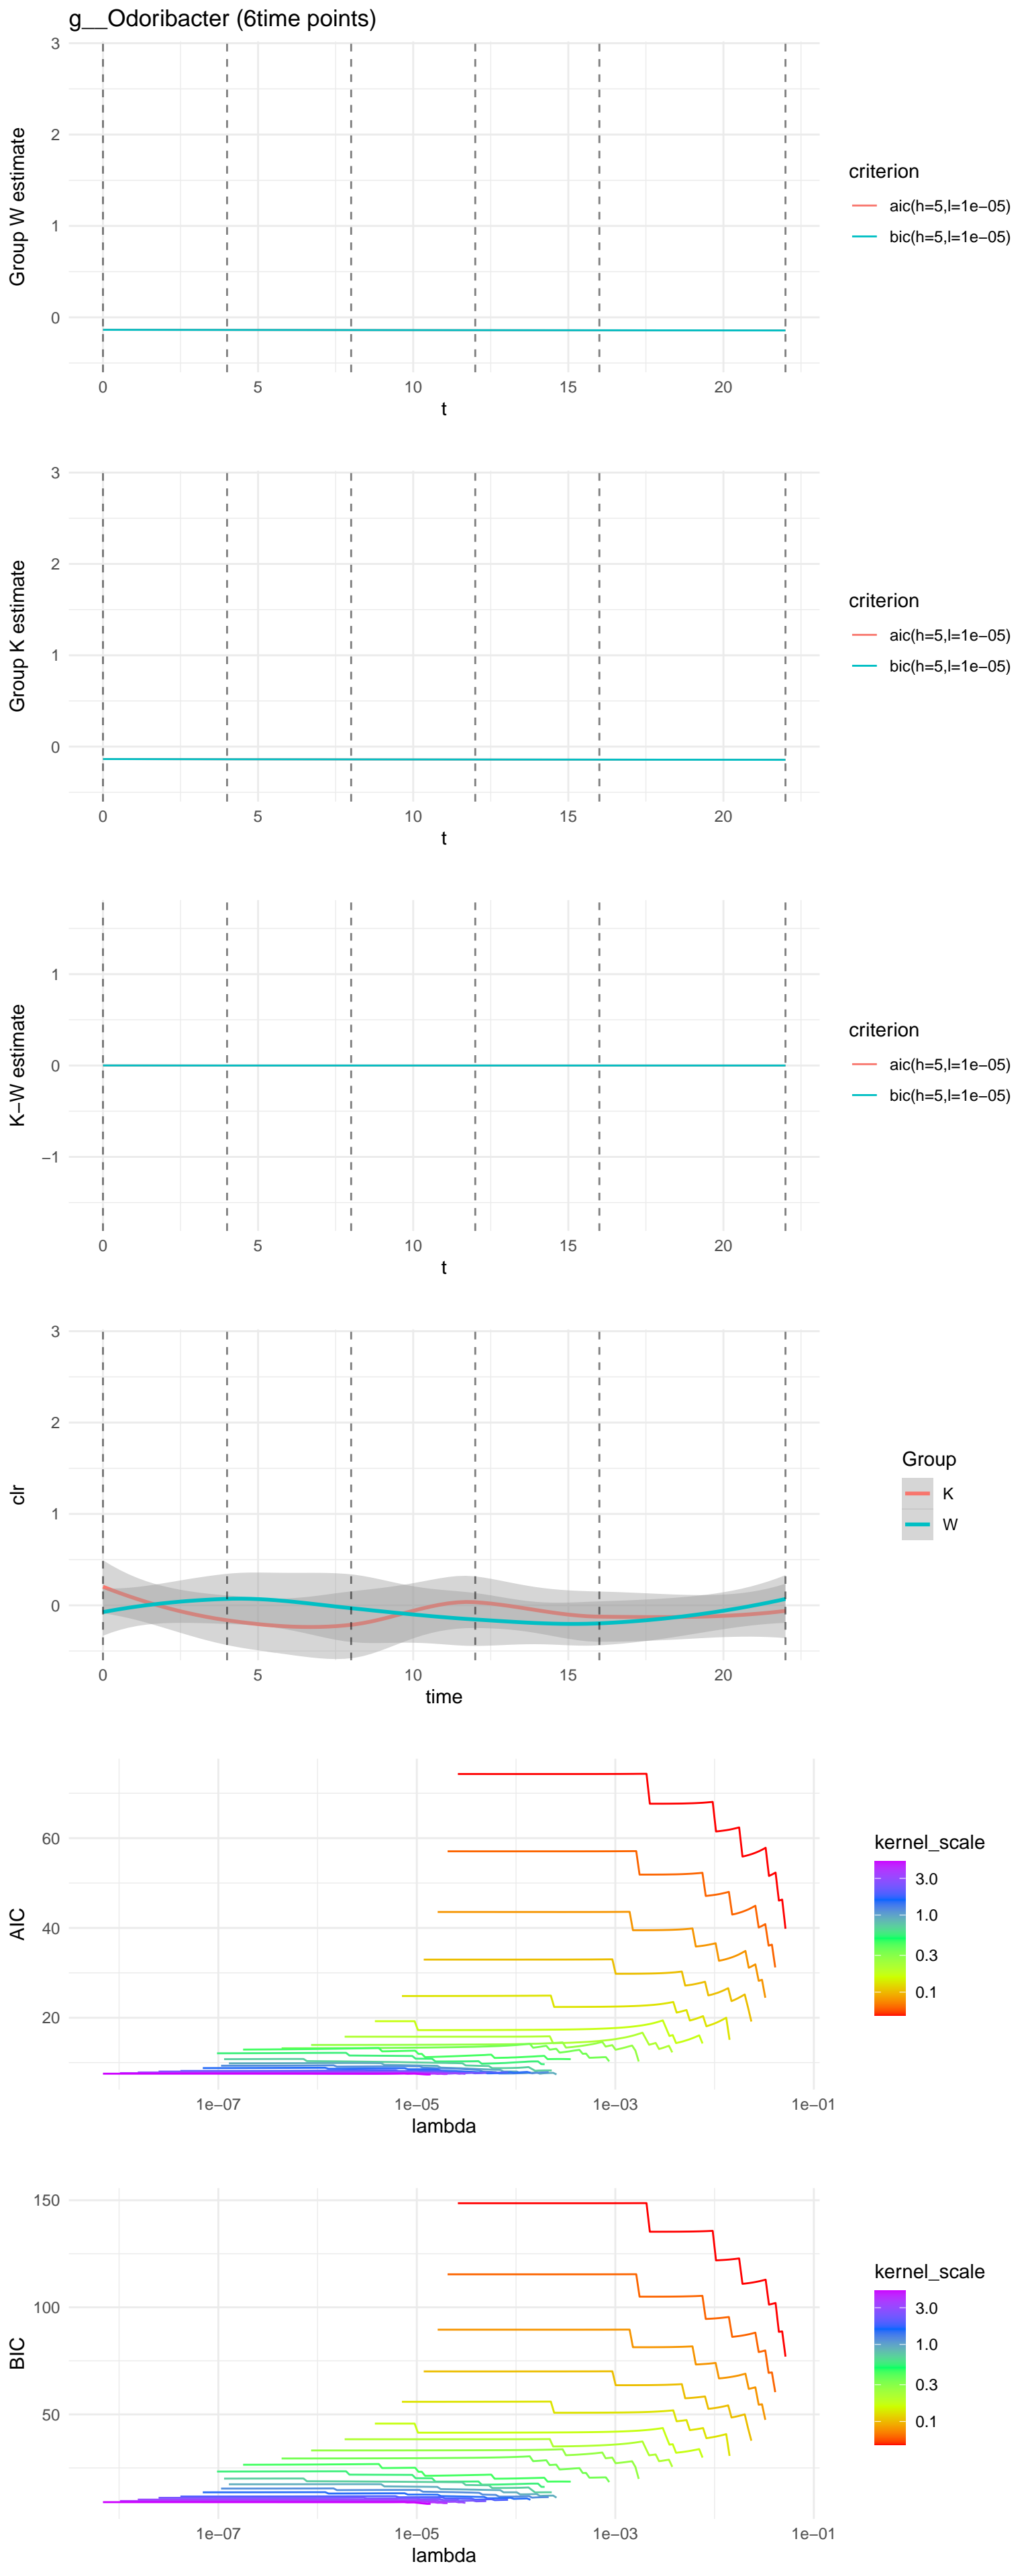 g__Odoribacter (6time points)
3
2
1
0
Group W estimate
0
5
10
15
20
t
criterion
aic(h=5,l=1e−05)
bic(h=5,l=1e−05)
3
2
1
0
Group K estimate
0
5
10
15
20
t
criterion
aic(h=5,l=1e−05)
bic(h=5,l=1e−05)
1
0
−1
K−W estimate
0
5
10
15
20
t
criterion
aic(h=5,l=1e−05)
bic(h=5,l=1e−05)
3
2
1
0
clr
0
5
10
15
20
time
Group
K
W
60
40
20
AIC
1e−07
1e−05
1e−03
1e−01
lambda
kernel_scale
3.0
1.0
0.3
0.1
150
100
50
BIC
1e−07
1e−05
1e−03
1e−01
lambda
kernel_scale
3.0
1.0
0.3
0.1